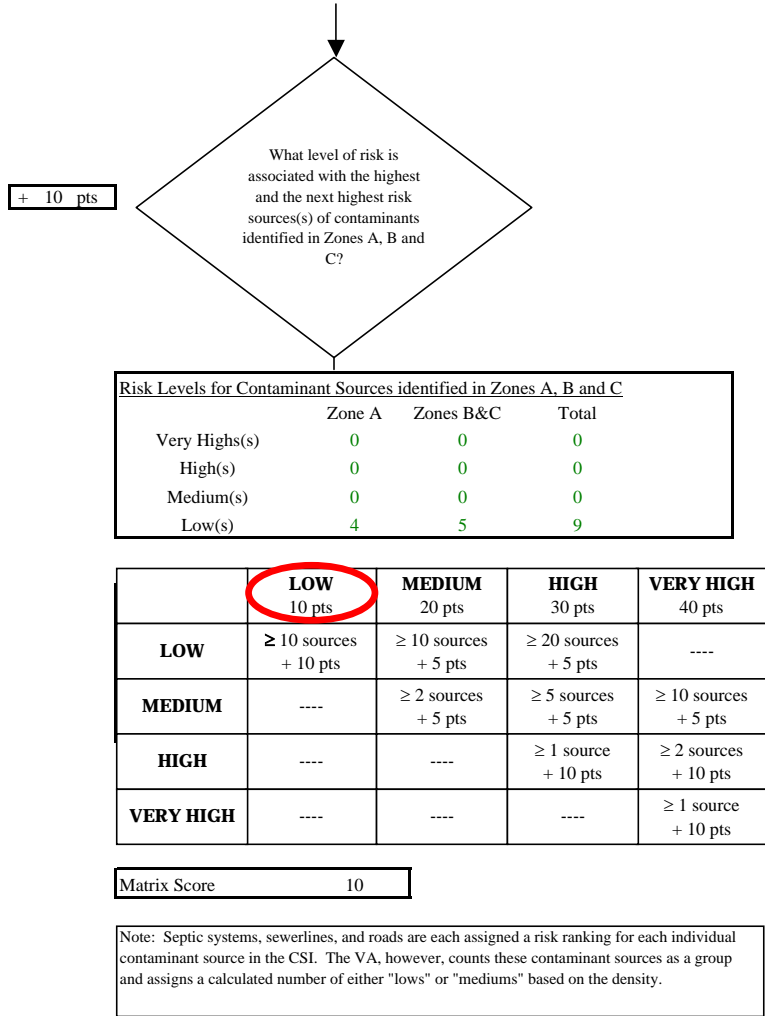 What level of risk is
associated with the highest
and the next highest risk
sources(s) of contaminants
identified in Zones A, B and
C?
+ 10 pts
Risk Levels for Contaminant Sources identified in Zones A, B and C
Zone A Zones B&C Total
Very Highs(s) 0 0 0
High(s) 0 0 0
Medium(s) 0 0 0
Low(s) 4 5 9
LOW MEDIUM HIGH VERY HIGH
10 pts 20 pts 30 pts 40 pts
LOW ≥ 10 sources ≥ 10 sources ≥ 20 sources ----
+ 10 pts + 5 pts + 5 pts
MEDIUM ---- ≥ 2 sources ≥ 5 sources ≥ 10 sources
+ 5 pts + 5 pts + 5 pts
HIGH ---- ---- ≥ 1 source ≥ 2 sources
+ 10 pts + 10 pts
VERY HIGH ---- ---- ---- ≥ 1 source
+ 10 pts
Matrix Score 10
Note: Septic systems, sewerlines, and roads are each assigned a risk ranking for each individual
contaminant source in the CSI. The VA, however, counts these contaminant sources as a group
and assigns a calculated number of either "lows" or "mediums" based on the density.